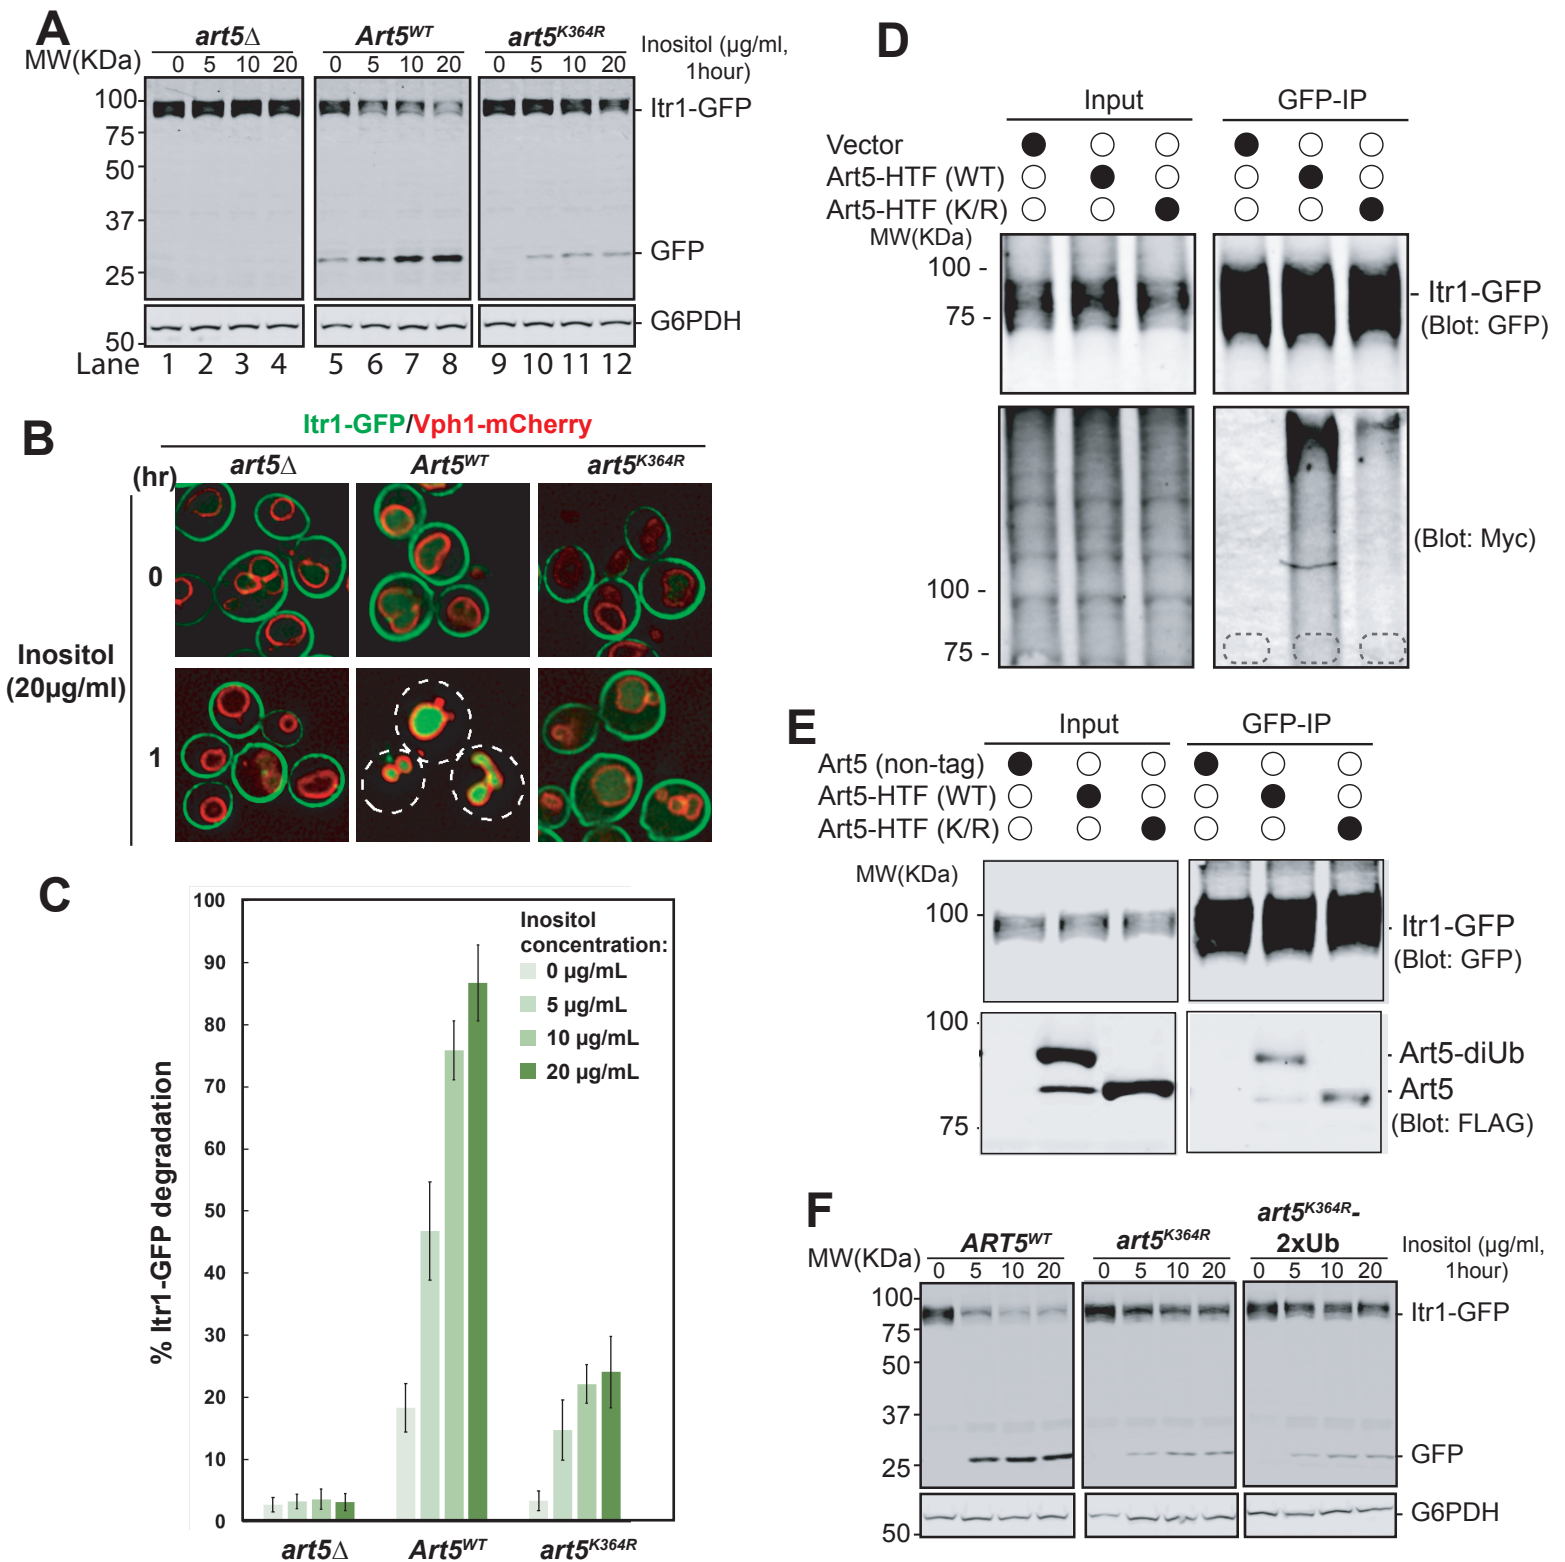 A
art5Δ
Art5WT
art5K364R
Inositol (µg/ml, 1hour)
MW(KDa)
0 5 10 20
0 5 10 20
0 5 10 20
100
75
50
37
25
50
Itr1-GFP
GFP
G6PDH
Lane 1 2 3 4 5 6 7 8 9 10 11 12
B
Itr1-GFP/Vph1-mCherry
(hr)
art5Δ
Art5WT
art5K364R
0
1
Inositol
(20µg/ml)
C
% Itr1-GFP degradation
100
90
80
70
60
50
40
30
20
10
0
Inositol
concentration:
0 µg/mL
5 µg/mL
10 µg/mL
20 µg/mL
art5Δ
Art5WT
art5K364R
D
Input
GFP-IP
Vector
Art5-HTF (WT)
Art5-HTF (K/R)
MW(KDa)
100 -
75 -
- Itr1-GFP
(Blot: GFP)
100 -
75 -
(Blot: Myc)
E
Input
GFP-IP
Art5 (non-tag)
Art5-HTF (WT)
Art5-HTF (K/R)
MW(KDa)
100
Itr1-GFP
(Blot: GFP)
100
75
- Art5-diUb
- Art5
(Blot: FLAG)
F
ART5WT
art5K364R
art5K364R-
2xUb
Inositol (µg/ml,
1hour)
MW(KDa)
0 5 10 20
0 5 10 20
0 5 10 20
100
75
50
37
25
50
Itr1-GFP
GFP
G6PDH